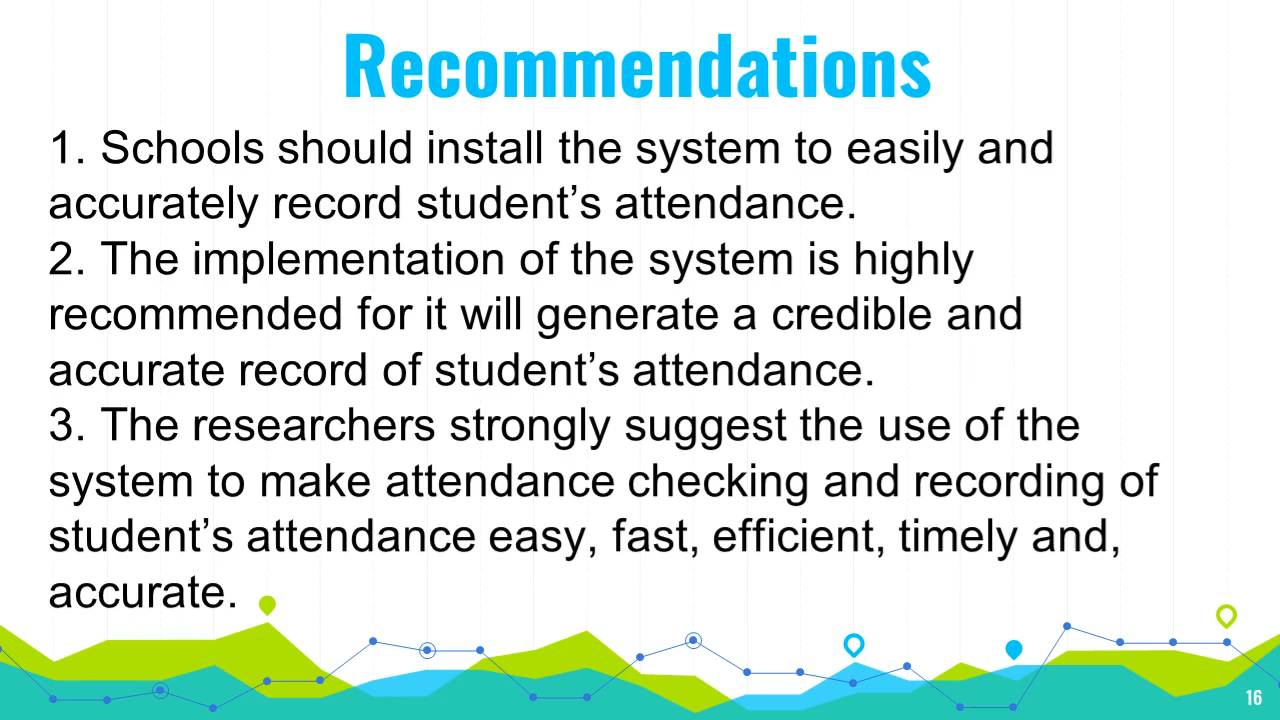 Recommendations
1. Schools should install the system to easily and
accurately record student’s attendance.
2. The implementation of the system is highly
recommended for it will generate a credible and
accurate record of student’s attendance.
3. The researchers strongly suggest the use of the
system to make attendance checking and recording of
student’s attendance easy, fast, efficient, timely and,
accurate.
16